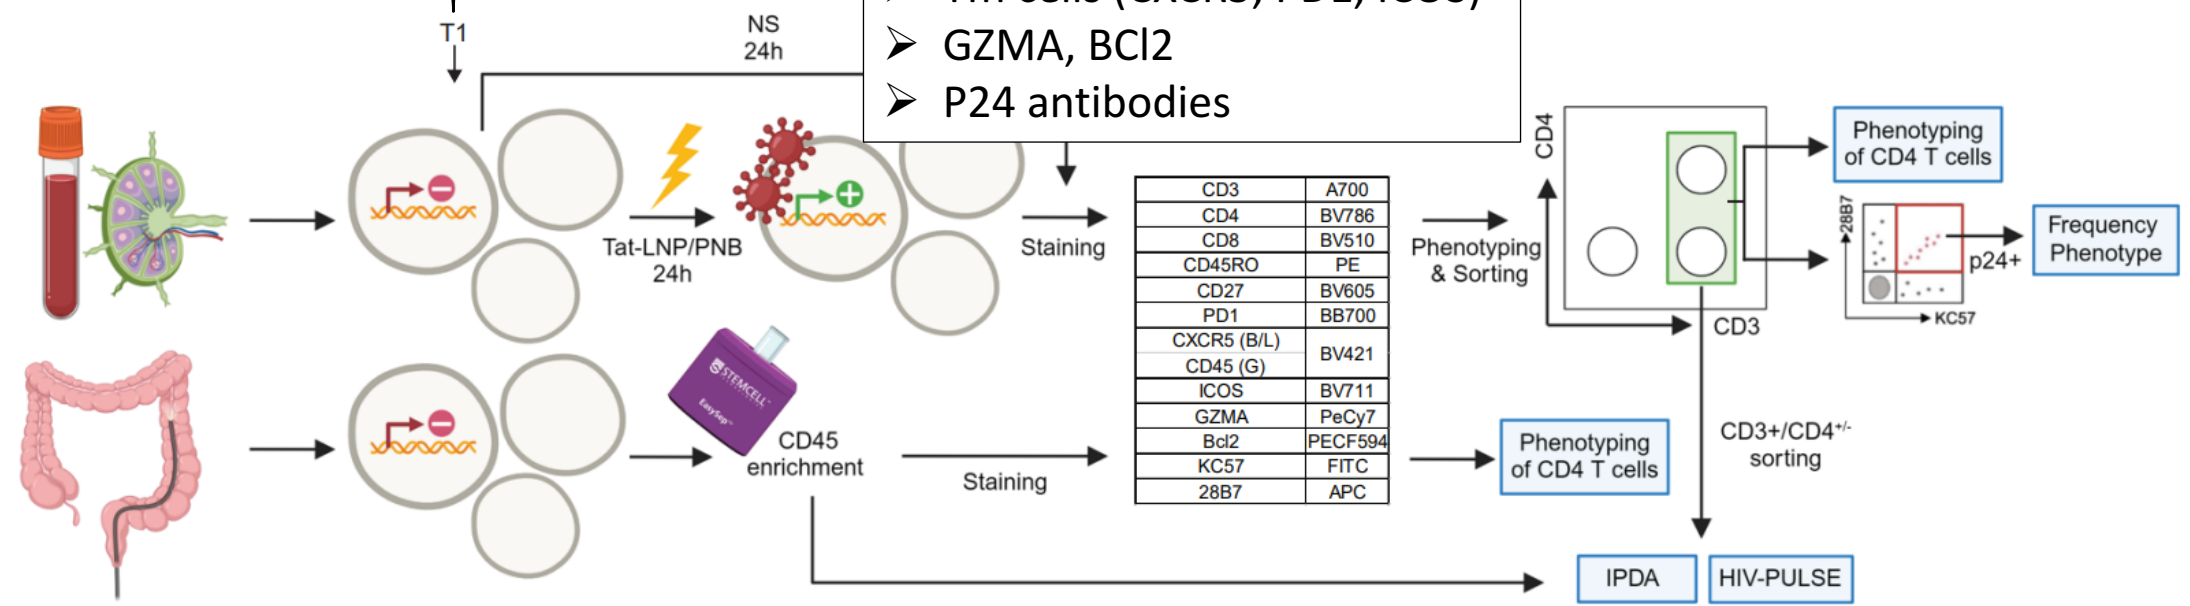 T1
NS
24h
GZMA, BCl2
P24 antibodies
Tat-LNP/PNB
24h
Staining
CD3 A700
CD4 BV786
CD8 BV510
CD45RO PE
CD27 BV605
PD1 BB700
CXCR5 (B/L)
BV421
CD45 (G)
ICOS BV711
GZMA PeCy7
Bcl2 PECF594
KC57 FITC
28B7 APC
Phenotyping
& Sorting
CD4
CD3
Phenotyping
of CD4 T cells
28B7
KC57
p24+
Frequency
Phenotype
STEMCELL
EasySep™
CD45
enrichment
Staining
Phenotyping
of CD4 T cells
CD3+/CD4+/-
sorting
IPDA
HIV-PULSE